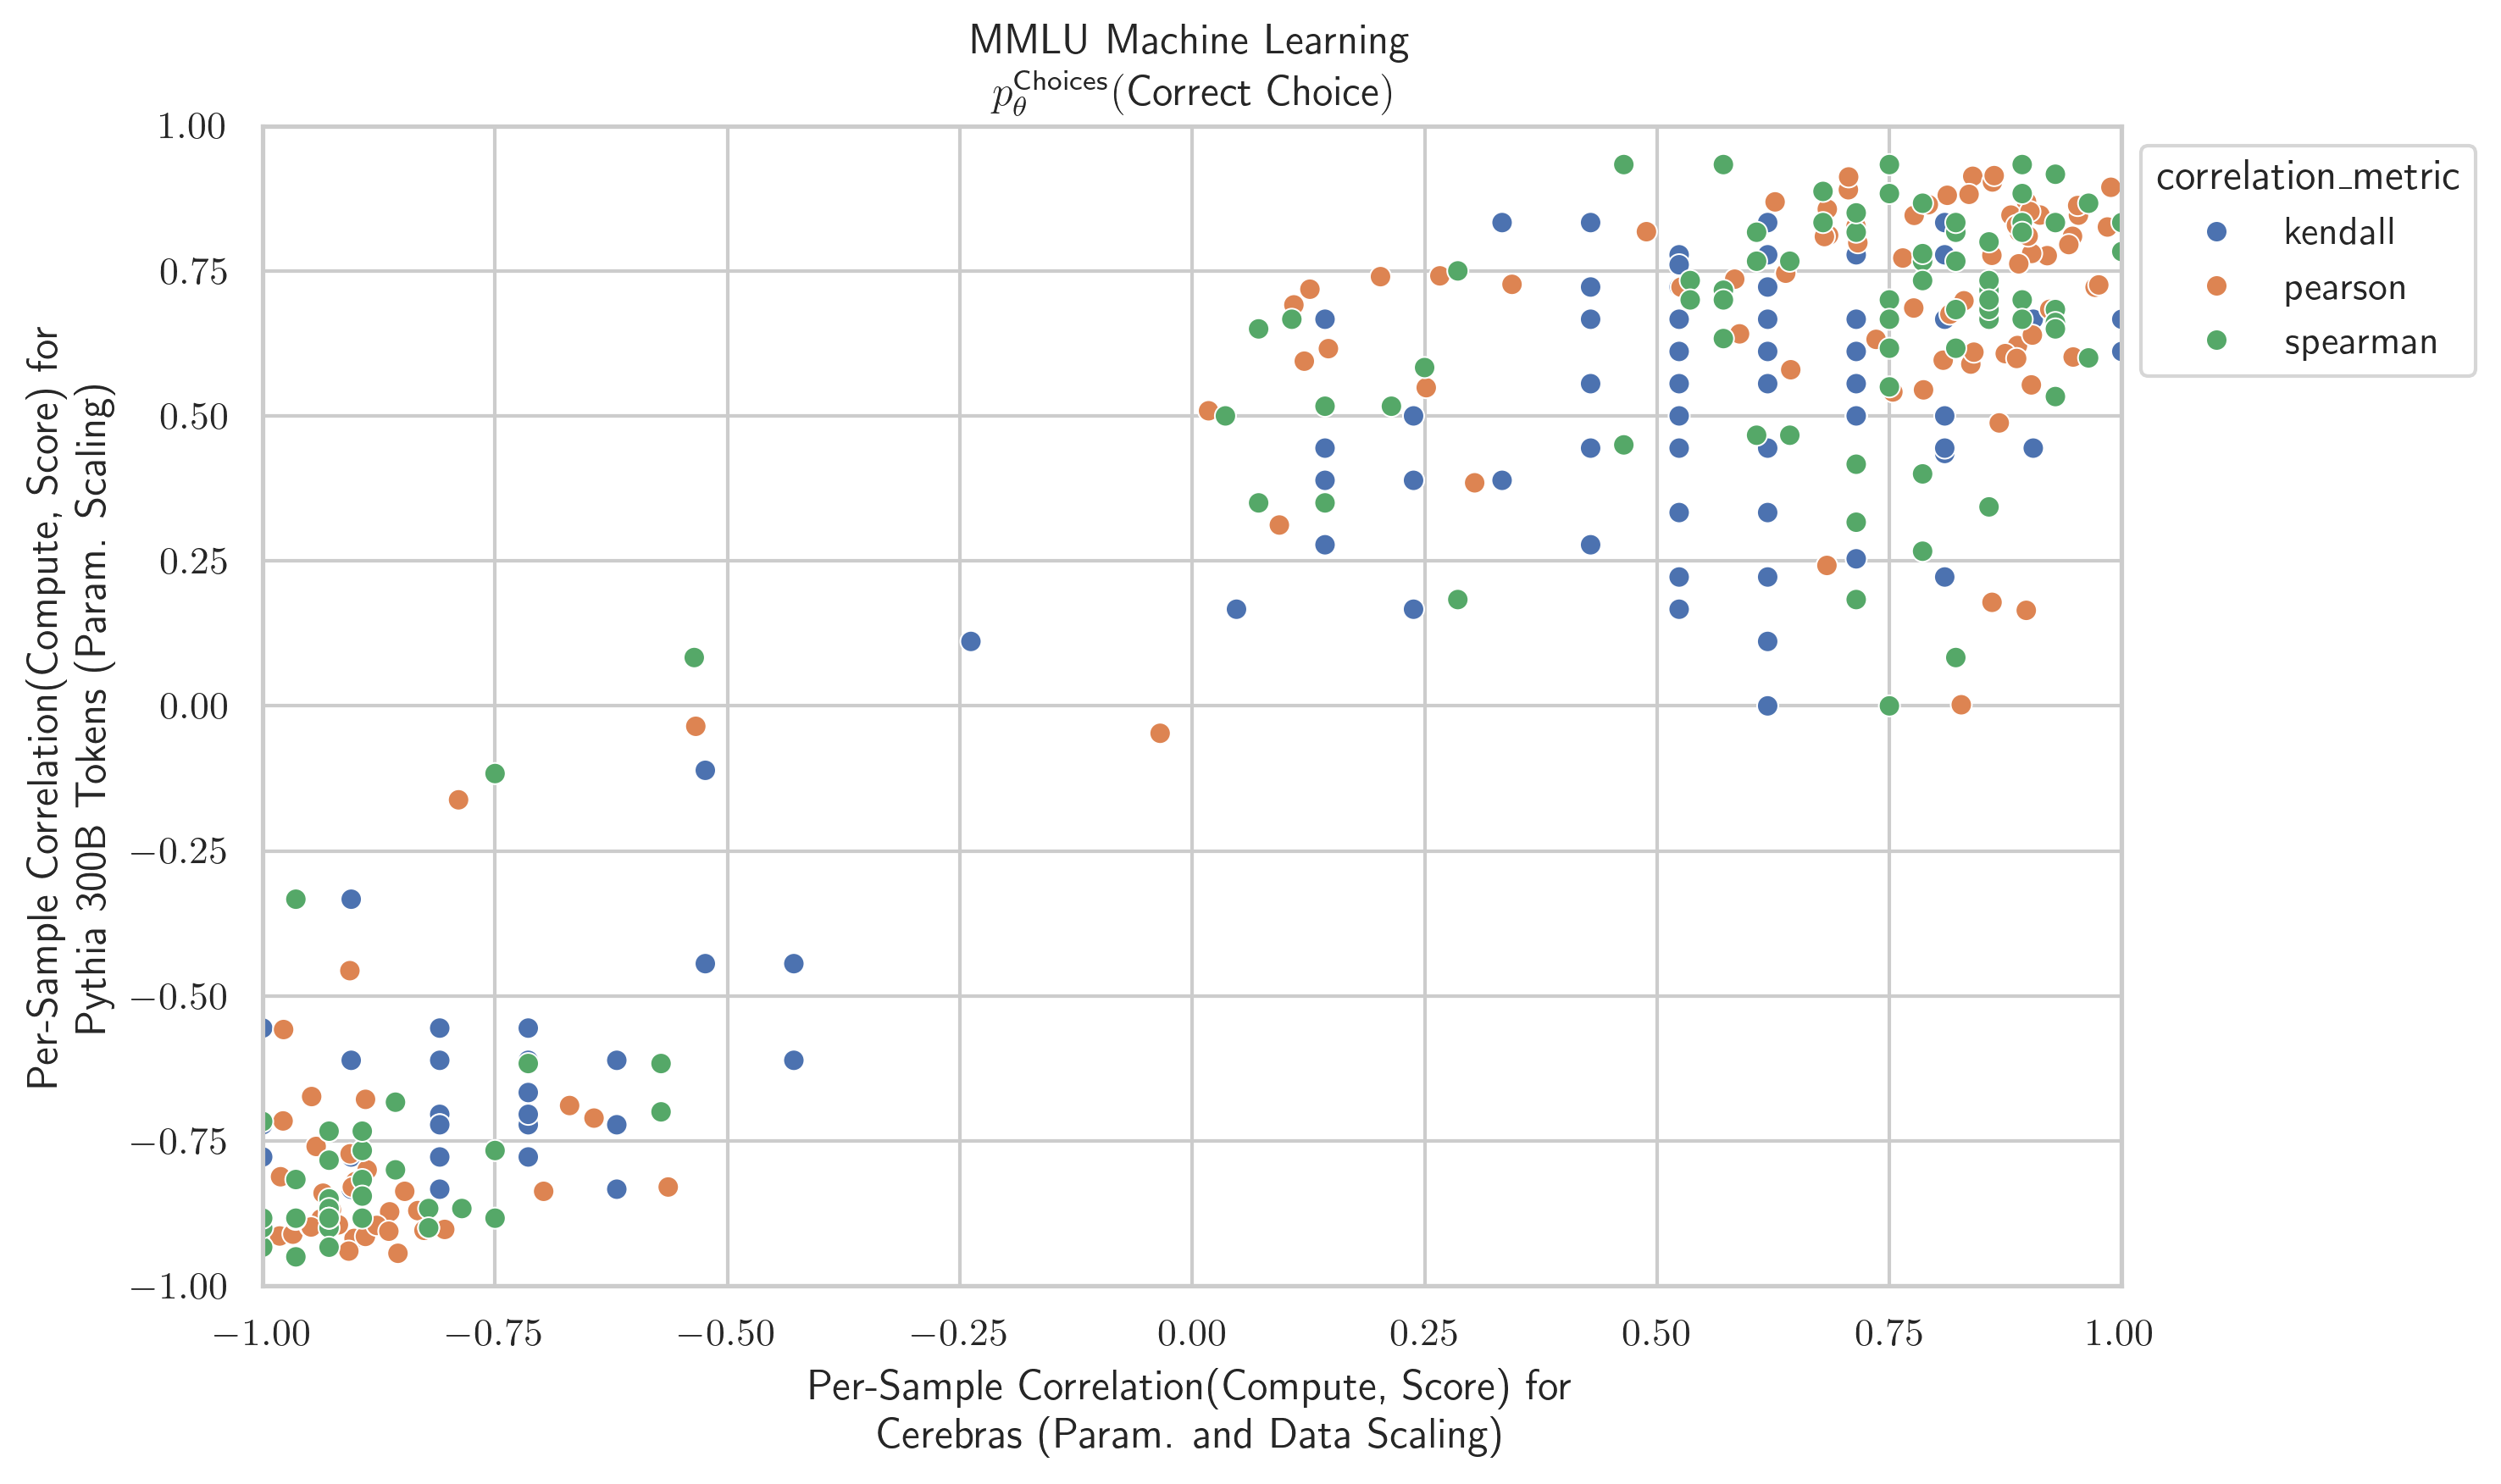 MMLU Machine Learning
p_θ^Choices(Correct Choice)
1.00
0.75
0.50
0.25
0.00
−0.25
−0.50
−0.75
−1.00
Per-Sample Correlation(Compute, Score) for
Pythia 300B Tokens (Param. Scaling)
−1.00 −0.75 −0.50 −0.25 0.00 0.25 0.50 0.75 1.00
Per-Sample Correlation(Compute, Score) for
Cerebras (Param. and Data Scaling)
correlation_metric
kendall
pearson
spearman